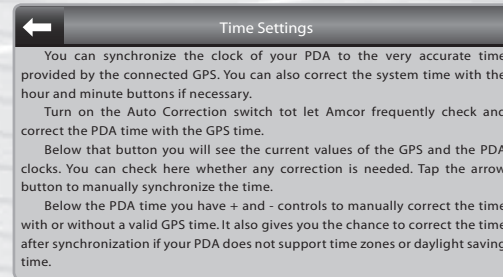 Time Settings
You can synchronize the clock of your PDA to the very accurate time
provided by the connected GPS. You can also correct the system time with the
hour and minute buttons if necessary.
Turn on the Auto Correction switch tot let Amcor frequently check and
correct the PDA time with the GPS time.
Below that button you will see the current values of the GPS and the PDA
clocks. You can check here whether any correction is needed. Tap the arrow
button to manually synchronize the time.
Below the PDA time you have + and - controls to manually correct the time
with or without a valid GPS time. It also gives you the chance to correct the time
after synchronization if your PDA does not support time zones or daylight saving
time.